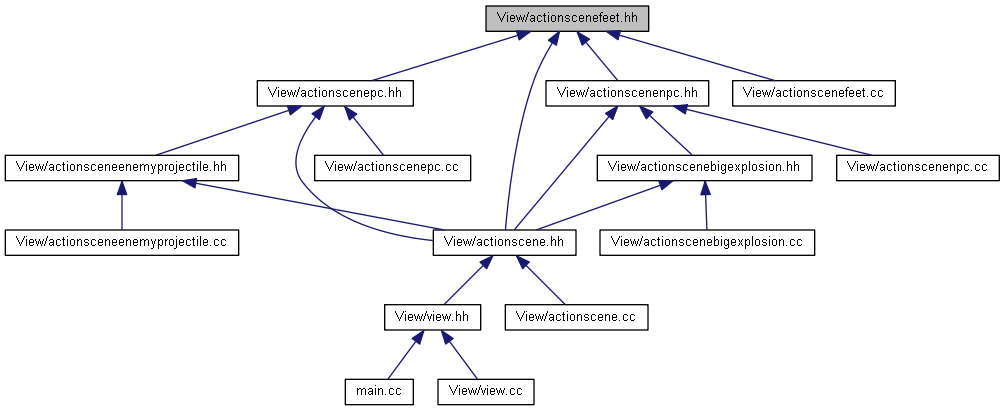 View/actionscenefeet.hh
View/actionscenepc.hh
View/actionscenenpc.hh
View/actionscenefeet.cc
View/actionsceneenemyprojectile.hh
View/actionscenepc.cc
View/actionscenebigexplosion.hh
View/actionscenenpc.cc
View/actionsceneenemyprojectile.cc
View/actionscene.hh
View/actionscenebigexplosion.cc
View/view.hh
View/actionscene.cc
main.cc
View/view.cc